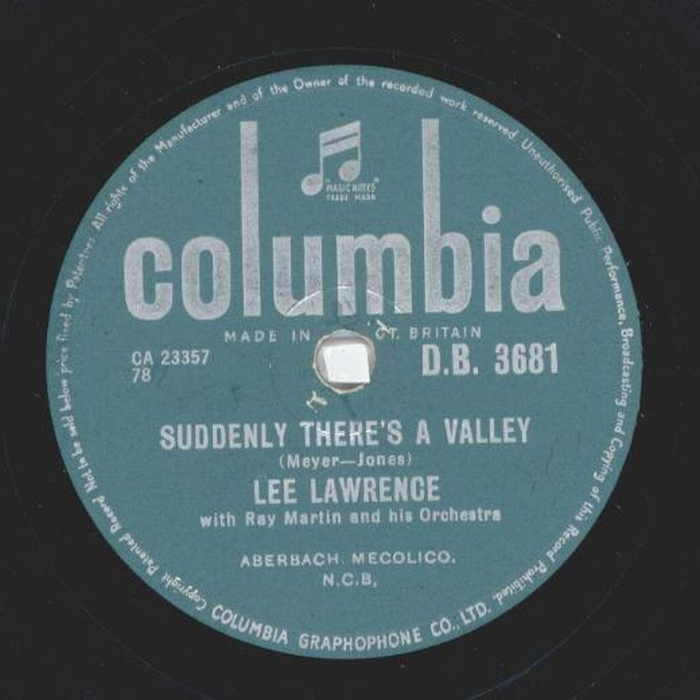 Copyright Patented Record Not to be sold below price fixed by Patentors All rights of the Manufacturer and of the Owner of the recorded work reserved. Unauthorised Public Performance, Broadcasting and Copying of this Record Prohibited.
"MAGIC NOTES"
TRADE MARK
columbia
MADE IN GT. BRITAIN
CA 23357
78
D.B. 3681
SUDDENLY THERE'S A VALLEY
(Meyer—Jones)
LEE LAWRENCE
with Ray Martin and his Orchestra
ABERBACH. MECOLICO.
N.C.B.
COLUMBIA GRAPHOPHONE CO., LTD.